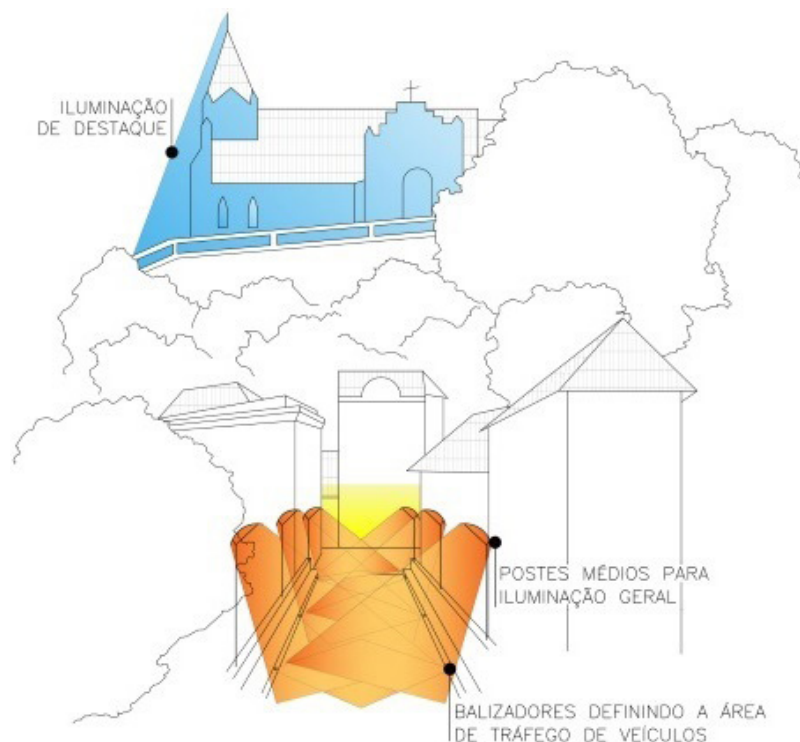 ILUMINAÇÃO
DE DESTAQUE
POSTES MÉDIOS PARA
ILUMINAÇÃO GERAL
BALIZADORES DEFININDO A ÁREA
DE TRÁFEGO DE VEÍCULOS